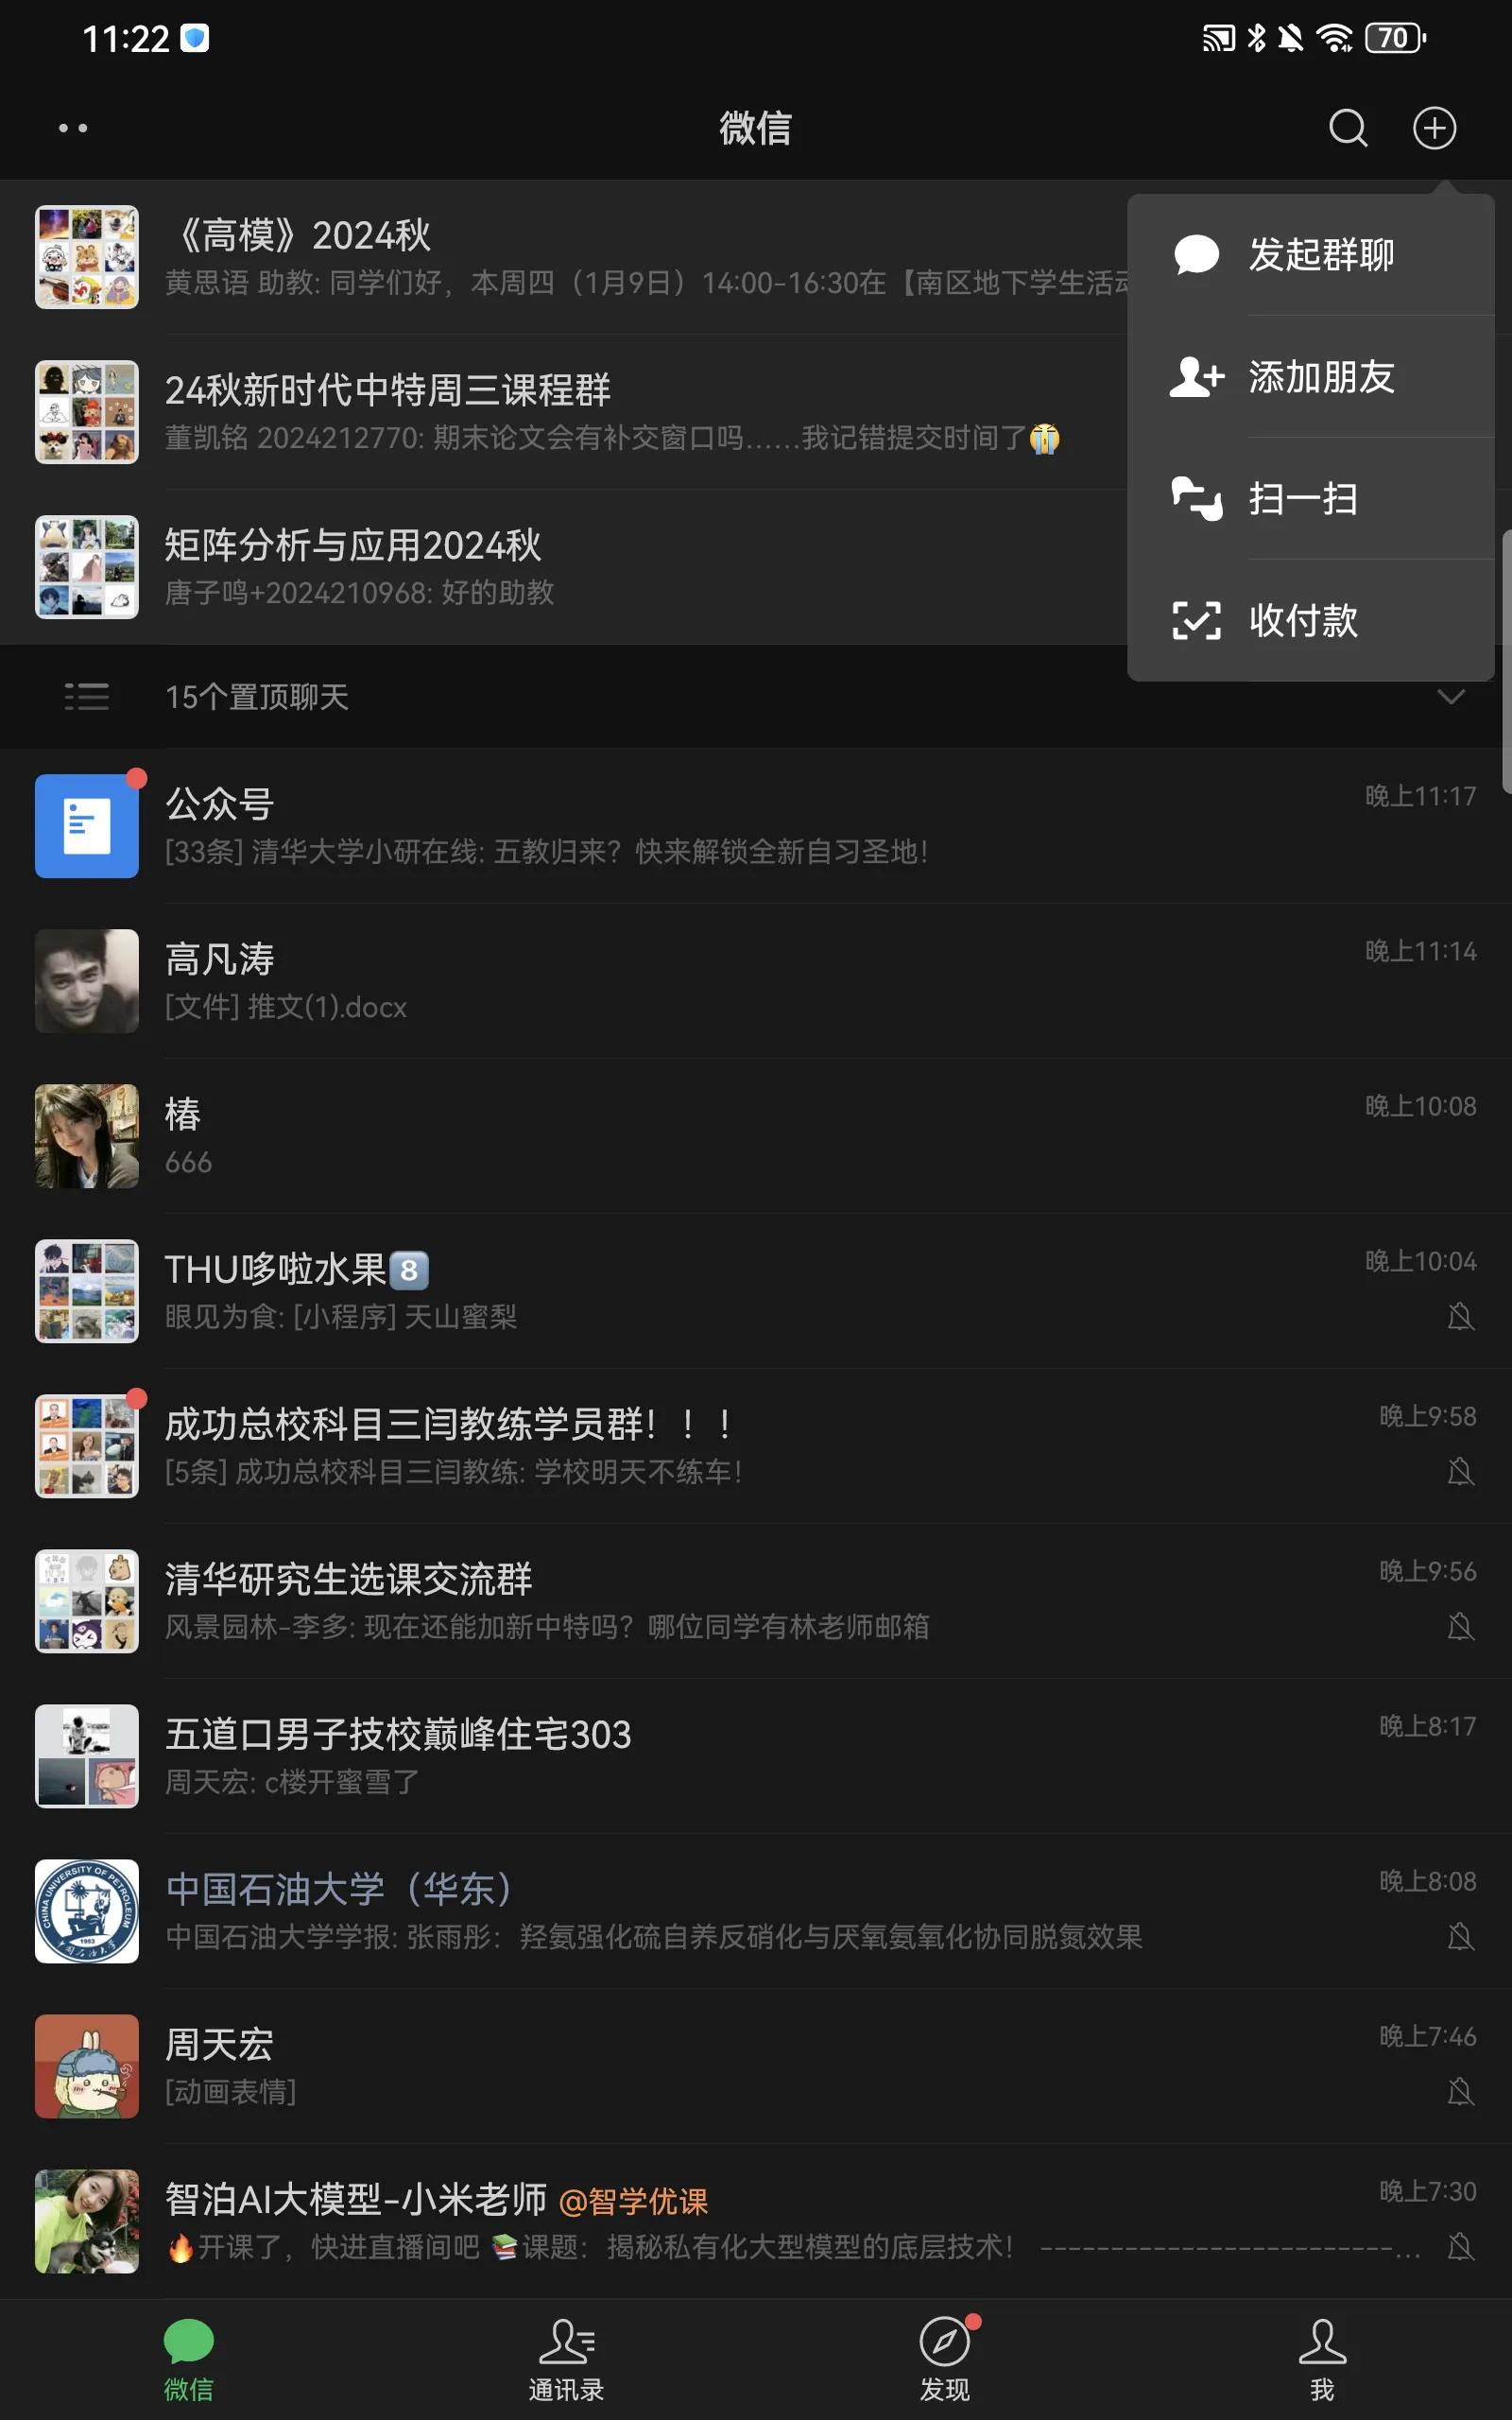 11:22
70
微信
发起群聊
添加朋友
扫一扫
收付款
《高模》2024秋
黄思语 助教: 同学们好，本周四（1月9日）14:00-16:30在【南区地下学生活动
24秋新时代中特周三课程群
董凯铭 2024212770: 期末论文会有补交窗口吗……我记错提交时间了😭
矩阵分析与应用2024秋
唐子鸣+2024210968: 好的助教
15个置顶聊天
公众号 晚上11:17
[33条] 清华大学小研在线: 五教归来？快来解锁全新自习圣地！
高凡涛 晚上11:14
[文件] 推文(1).docx
椿 晚上10:08
666
THU哆啦水果8️⃣ 晚上10:04
眼见为食: [小程序] 天山蜜梨
成功总校科目三闫教练学员群！！！ 晚上9:58
[5条] 成功总校科目三闫教练: 学校明天不练车！
清华研究生选课交流群 晚上9:56
风景园林-李多: 现在还能加新中特吗？哪位同学有林老师邮箱
五道口男子技校巅峰住宅303 晚上8:17
周天宏: c楼开蜜雪了
CHINA UNIVERSITY OF PETROLEUM
1953
中国石油大学（华东） 晚上8:08
中国石油大学学报: 张雨彤：羟氨强化硫自养反硝化与厌氧氨氧化协同脱氮效果
周天宏 晚上7:46
[动画表情]
智泊AI大模型-小米老师 @智学优课 晚上7:30
🔥开课了，快进直播间吧 📚课题：揭秘私有化大型模型的底层技术！ -------------------------...
微信 通讯录 发现 我